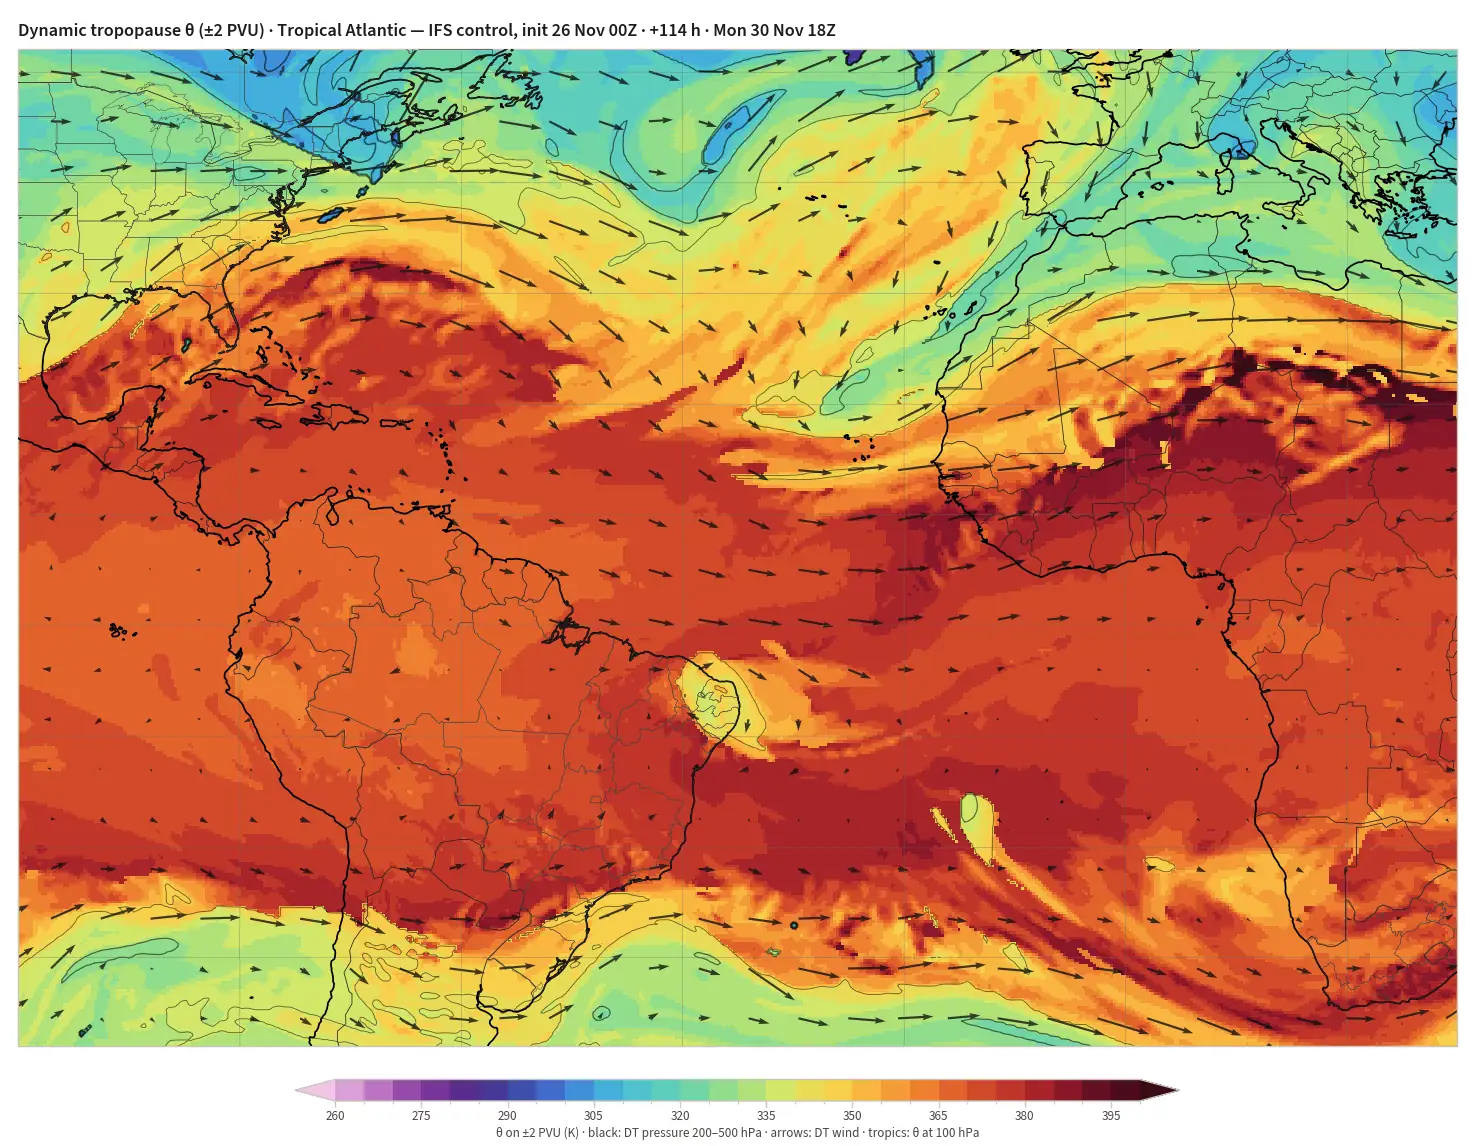 Dynamic tropopause θ (±2 PVU) · Tropical Atlantic — IFS control, init 26 Nov 00Z · +114 h · Mon 30 Nov 18Z
260 275 290 305 320 335 350 365 380 395
θ on ±2 PVU (K) · black: DT pressure 200–500 hPa · arrows: DT wind · tropics: θ at 100 hPa